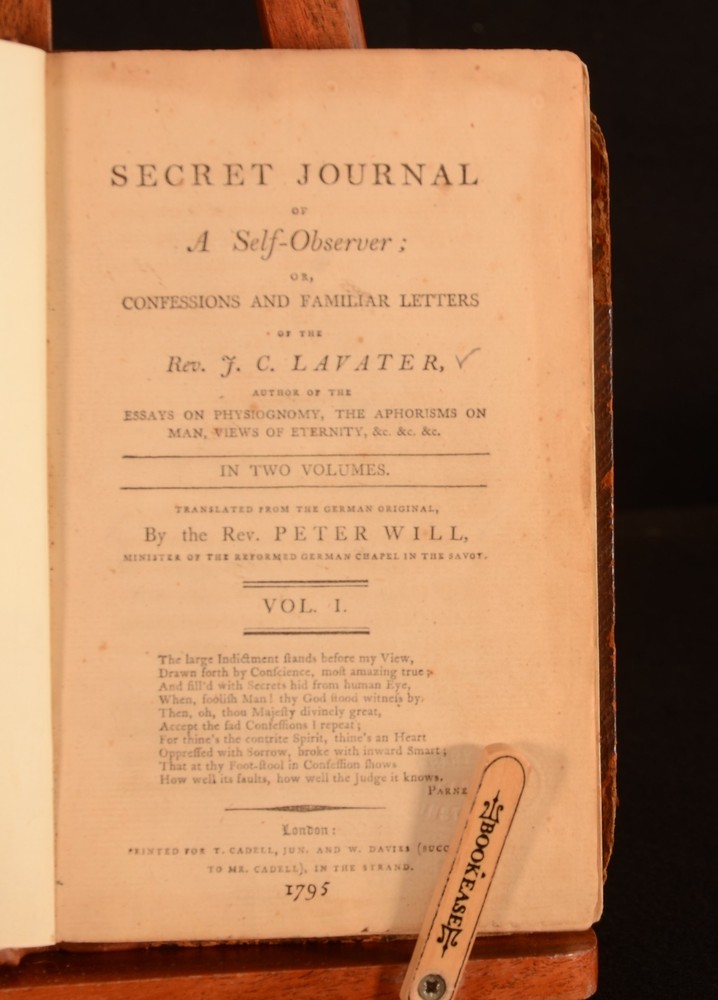 SECRET JOURNAL
OF
A Self-Observer;
OR,
CONFESSIONS AND FAMILIAR LETTERS
OF THE
Rev. J. C. LAVATER,
AUTHOR OF THE
ESSAYS ON PHYSIOGNOMY, THE APHORISMS ON
MAN, VIEWS OF ETERNITY, &c. &c. &c.
IN TWO VOLUMES.
TRANSLATED FROM THE GERMAN ORIGINAL,
By the Rev. PETER WILL,
MINISTER OF THE REFORMED GERMAN CHAPEL IN THE SAVOY.
VOL. I.
The large Indictment ſtands before my View,
Drawn forth by Conſcience, moſt amazing true;
And fill'd with Secrets hid from human Eye,
When, fooliſh Man! thy God ſtood witneſs by.
Then, oh, thou Majeſty divinely great,
Accept the ſad Confeſſions I repeat;
For thine's the contrite Spirit, thine's an Heart
Oppreſſed with Sorrow, broke with inward Smart;
That at thy Foot-ſtool in Confeſſion ſhows
How well its faults, how well the Judge it knows.
PARNE
London:
PRINTED FOR T. CADELL, JUN. AND W. DAVIES (SUCC
TO MR. CADELL), IN THE STRAND.
1795
BOOKEASE